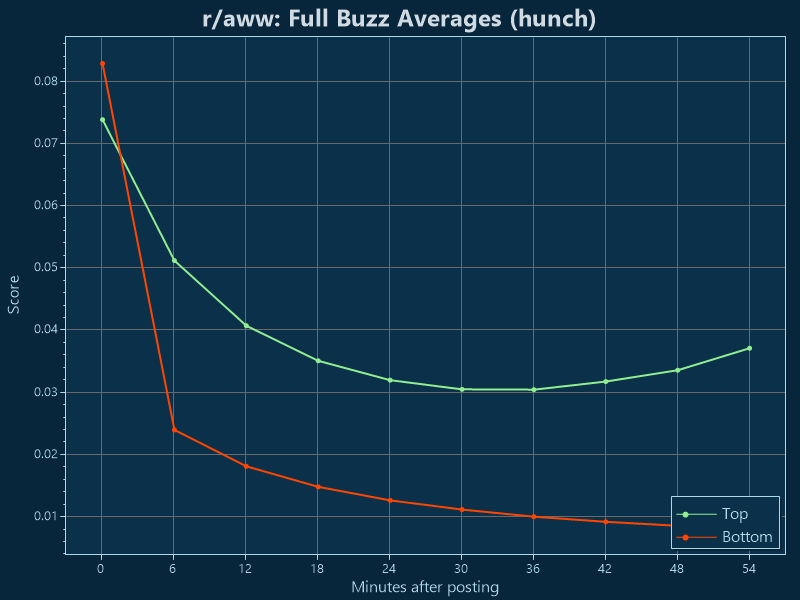 r/aww: Full Buzz Averages (hunch)
0.08
0.07
0.06
0.05
0.04
0.03
0.02
0.01
Score
Top
Bottom
0 6 12 18 24 30 36 42 48 54
Minutes after posting